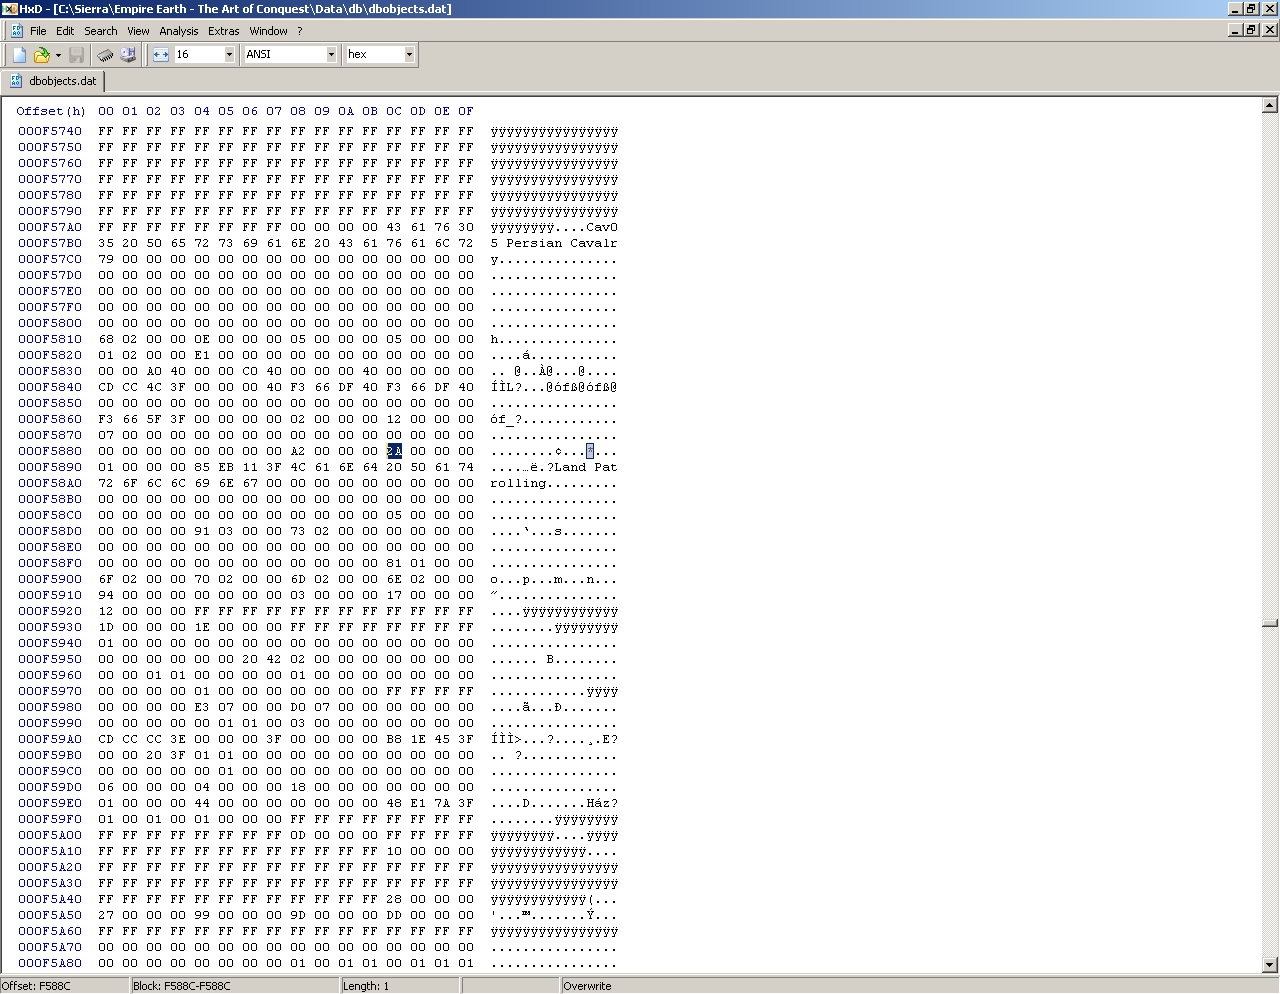 HxD - [C:\Sierra\Empire Earth - The Art of Conquest\Data\db\dbobjects.dat]
File Edit Search View Analysis Extras Window ?
16 ANSI hex
dbobjects.dat
Offset(h) 00 01 02 03 04 05 06 07 08 09 0A 0B 0C 0D 0E 0F
000F5740 FF FF FF FF FF FF FF FF FF FF FF FF FF FF FF FF ÿÿÿÿÿÿÿÿÿÿÿÿÿÿÿÿ
000F5750 FF FF FF FF FF FF FF FF FF FF FF FF FF FF FF FF ÿÿÿÿÿÿÿÿÿÿÿÿÿÿÿÿ
000F5760 FF FF FF FF FF FF FF FF FF FF FF FF FF FF FF FF ÿÿÿÿÿÿÿÿÿÿÿÿÿÿÿÿ
000F5770 FF FF FF FF FF FF FF FF FF FF FF FF FF FF FF FF ÿÿÿÿÿÿÿÿÿÿÿÿÿÿÿÿ
000F5780 FF FF FF FF FF FF FF FF FF FF FF FF FF FF FF FF ÿÿÿÿÿÿÿÿÿÿÿÿÿÿÿÿ
000F5790 FF FF FF FF FF FF FF FF FF FF FF FF FF FF FF FF ÿÿÿÿÿÿÿÿÿÿÿÿÿÿÿÿ
000F57A0 FF FF FF FF FF FF FF FF 00 00 00 00 43 61 76 30 ÿÿÿÿÿÿÿÿ....Cav0
000F57B0 35 20 50 65 72 73 69 61 6E 20 43 61 76 61 6C 72 5 Persian Cavalr
000F57C0 79 00 00 00 00 00 00 00 00 00 00 00 00 00 00 00 y...............
000F57D0 00 00 00 00 00 00 00 00 00 00 00 00 00 00 00 00 ................
000F57E0 00 00 00 00 00 00 00 00 00 00 00 00 00 00 00 00 ................
000F57F0 00 00 00 00 00 00 00 00 00 00 00 00 00 00 00 00 ................
000F5800 00 00 00 00 00 00 00 00 00 00 00 00 00 00 00 00 ................
000F5810 68 02 00 00 0E 00 00 00 05 00 00 00 05 00 00 00 h...............
000F5820 01 02 00 00 E1 00 00 00 00 00 00 00 00 00 00 00 ....á...........
000F5830 00 00 A0 40 00 00 C0 40 00 00 00 40 00 00 00 00 .. @..À@...@....
000F5840 CD CC 4C 3F 00 00 00 40 F3 66 DF 40 F3 66 DF 40 ÍÌL?...@ófß@ófß@
000F5850 00 00 00 00 00 00 00 00 00 00 00 00 00 00 00 00 ................
000F5860 F3 66 5F 3F 00 00 00 00 02 00 00 00 12 00 00 00 óf_?............
000F5870 07 00 00 00 00 00 00 00 00 00 00 00 00 00 00 00 ................
000F5880 00 00 00 00 00 00 00 00 A2 00 00 00 2A 00 00 00 ........¢...*...
000F5890 01 00 00 00 85 EB 11 3F 4C 61 6E 64 20 50 61 74 ....…ë.?Land Pat
000F58A0 72 6F 6C 6C 69 6E 67 00 00 00 00 00 00 00 00 00 rolling.........
000F58B0 00 00 00 00 00 00 00 00 00 00 00 00 00 00 00 00 ................
000F58C0 00 00 00 00 00 00 00 00 00 00 00 00 05 00 00 00 ................
000F58D0 00 00 00 00 91 03 00 00 73 02 00 00 00 00 00 00 ....‘...s.......
000F58E0 00 00 00 00 00 00 00 00 00 00 00 00 00 00 00 00 ................
000F58F0 00 00 00 00 00 00 00 00 00 00 00 00 81 01 00 00 ................
000F5900 6F 02 00 00 70 02 00 00 6D 02 00 00 6E 02 00 00 o...p...m...n...
000F5910 94 00 00 00 00 00 00 00 03 00 00 00 17 00 00 00 ”...............
000F5920 12 00 00 00 FF FF FF FF FF FF FF FF FF FF FF FF ....ÿÿÿÿÿÿÿÿÿÿÿÿ
000F5930 1D 00 00 00 1E 00 00 00 FF FF FF FF FF FF FF FF ........ÿÿÿÿÿÿÿÿ
000F5940 01 00 00 00 00 00 00 00 00 00 00 00 00 00 00 00 ................
000F5950 00 00 00 00 00 00 20 42 02 00 00 00 00 00 00 00 ...... B........
000F5960 00 00 01 01 00 00 00 00 01 00 00 00 00 00 00 00 ................
000F5970 00 00 00 00 01 00 00 00 00 00 00 00 FF FF FF FF ............ÿÿÿÿ
000F5980 00 00 00 00 E3 07 00 00 D0 07 00 00 00 00 00 00 ....ã...Ð.......
000F5990 00 00 00 00 00 01 01 00 03 00 00 00 00 00 00 00 ................
000F59A0 CD CC CC 3E 00 00 00 3F 00 00 00 00 B8 1E 45 3F ÍÌÌ>...?....¸.E?
000F59B0 00 00 20 3F 01 01 00 00 00 00 00 00 00 00 00 00 .. ?............
000F59C0 00 00 00 00 00 01 00 00 00 00 00 00 00 00 00 00 ................
000F59D0 06 00 00 00 04 00 00 00 18 00 00 00 00 00 00 00 ................
000F59E0 01 00 00 00 44 00 00 00 00 00 00 00 48 E1 7A 3F ....D.......Ház?
000F59F0 01 00 01 00 01 00 00 00 FF FF FF FF FF FF FF FF ........ÿÿÿÿÿÿÿÿ
000F5A00 FF FF FF FF FF FF FF FF 0D 00 00 00 FF FF FF FF ÿÿÿÿÿÿÿÿ....ÿÿÿÿ
000F5A10 FF FF FF FF FF FF FF FF FF FF FF FF 10 00 00 00 ÿÿÿÿÿÿÿÿÿÿÿÿ....
000F5A20 FF FF FF FF FF FF FF FF FF FF FF FF FF FF FF FF ÿÿÿÿÿÿÿÿÿÿÿÿÿÿÿÿ
000F5A30 FF FF FF FF FF FF FF FF FF FF FF FF FF FF FF FF ÿÿÿÿÿÿÿÿÿÿÿÿÿÿÿÿ
000F5A40 FF FF FF FF FF FF FF FF FF FF FF FF 28 00 00 00 ÿÿÿÿÿÿÿÿÿÿÿÿ(...
000F5A50 27 00 00 00 99 00 00 00 9D 00 00 00 DD 00 00 00 '...™.......Ý...
000F5A60 FF FF FF FF FF FF FF FF FF FF FF FF FF FF FF FF ÿÿÿÿÿÿÿÿÿÿÿÿÿÿÿÿ
000F5A70 00 00 00 00 00 00 00 00 00 00 00 00 00 00 00 00 ................
000F5A80 00 00 00 00 00 00 00 00 01 00 01 01 00 01 01 01 ................
Offset: F588C Block: F588C-F588C Length: 1 Overwrite